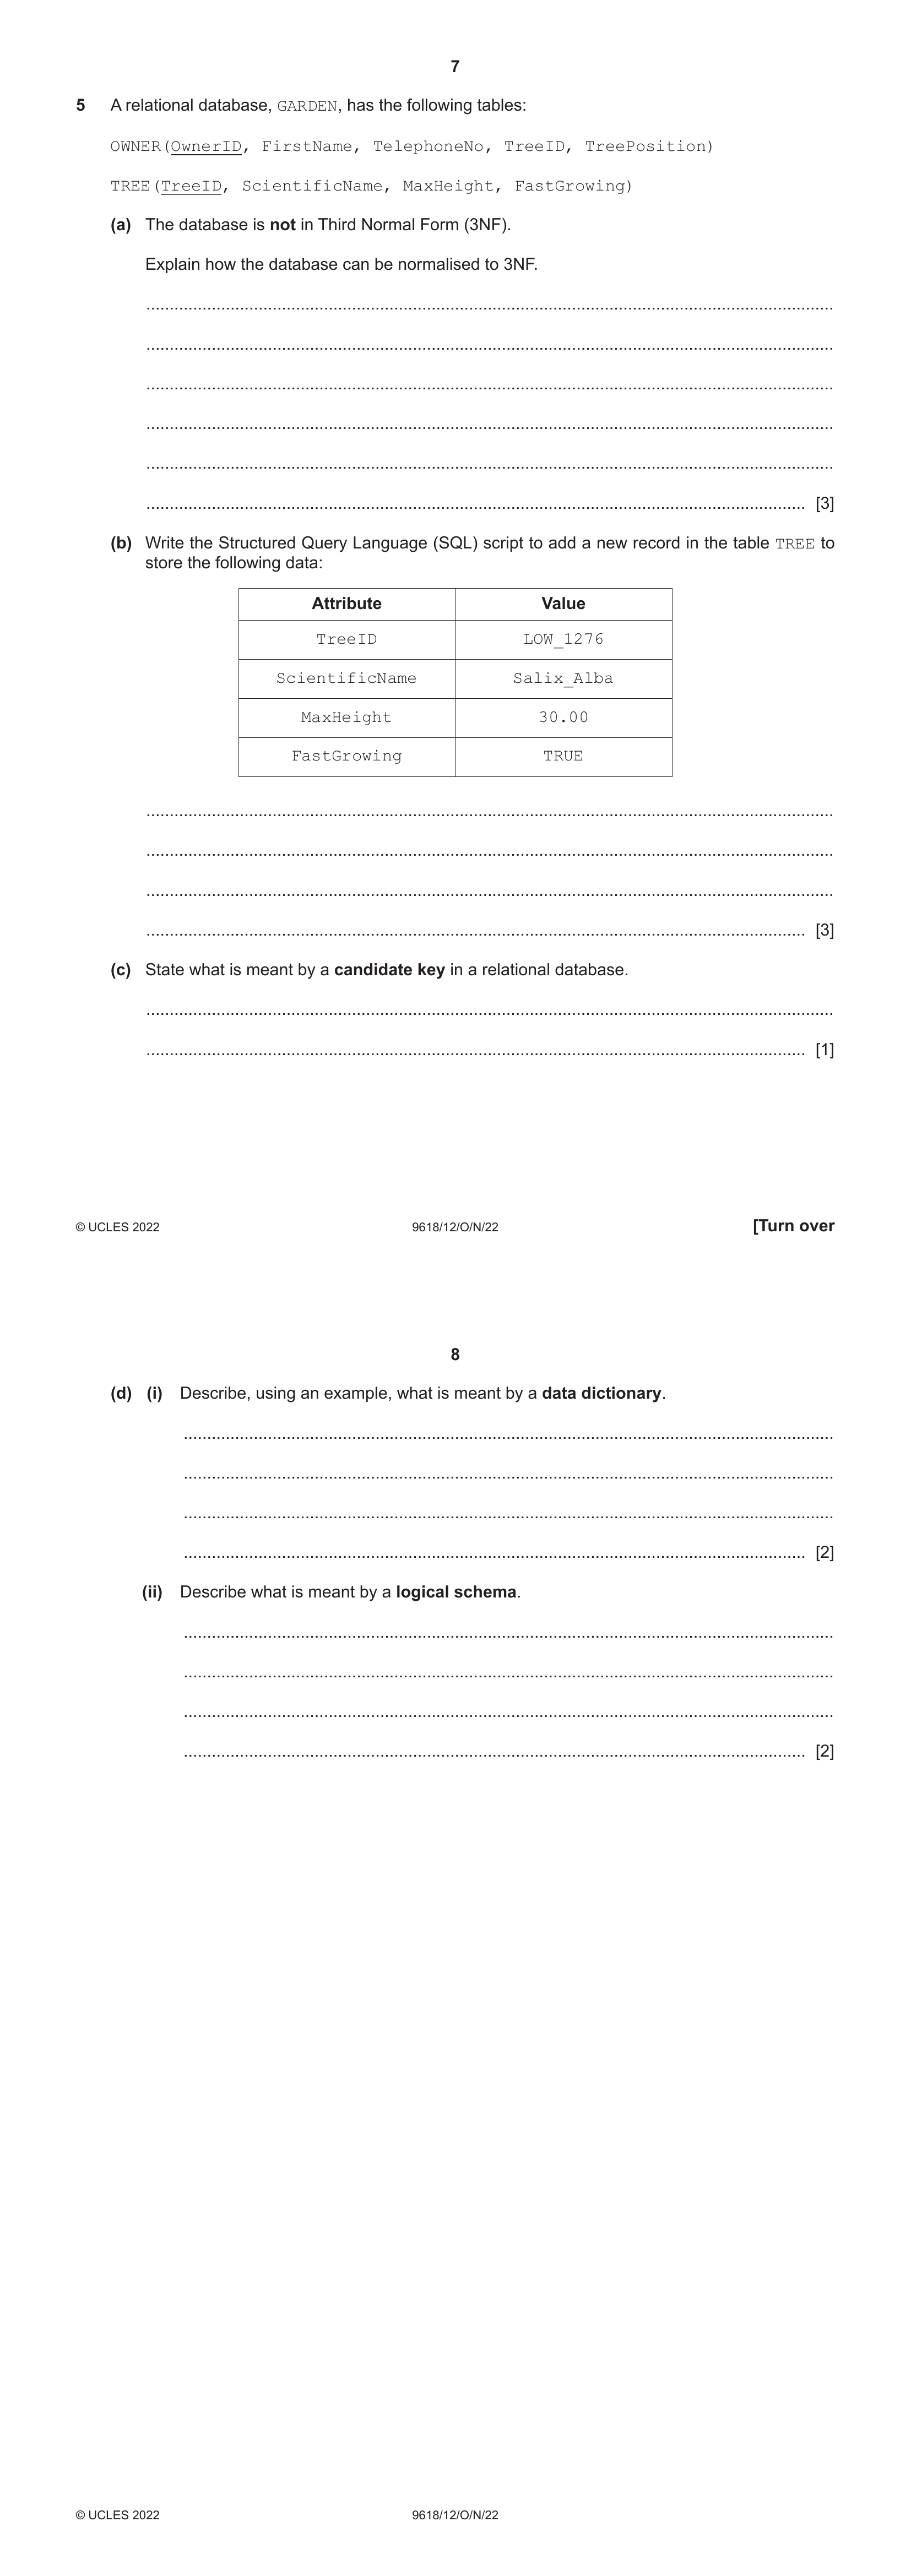 7
5 A relational database, GARDEN, has the following tables:
OWNER(OwnerID, FirstName, TelephoneNo, TreeID, TreePosition)
TREE(TreeID, ScientificName, MaxHeight, FastGrowing)
(a) The database is not in Third Normal Form (3NF).
Explain how the database can be normalised to 3NF.
[3]
(b) Write the Structured Query Language (SQL) script to add a new record in the table TREE to
store the following data:
Attribute Value
TreeID LOW_1276
ScientificName Salix_Alba
MaxHeight 30.00
FastGrowing TRUE
[3]
(c) State what is meant by a candidate key in a relational database.
[1]
© UCLES 2022 9618/12/O/N/22 [Turn over
8
(d) (i) Describe, using an example, what is meant by a data dictionary.
[2]
(ii) Describe what is meant by a logical schema.
[2]
© UCLES 2022 9618/12/O/N/22